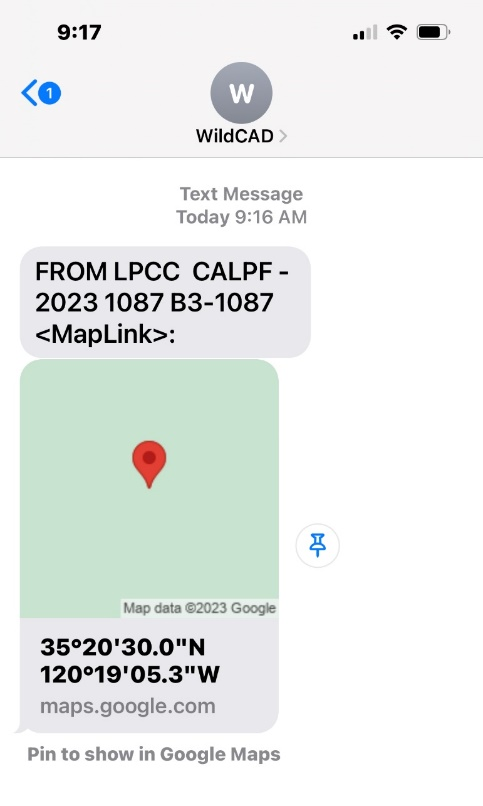 9:17
1
W
WildCAD
Text Message
Today 9:16 AM
FROM LPCC  CALPF -
2023 1087 B3-1087
<MapLink>:
Map data ©2023 Google
35°20'30.0"N
120°19'05.3"W
maps.google.com
Pin to show in Google Maps